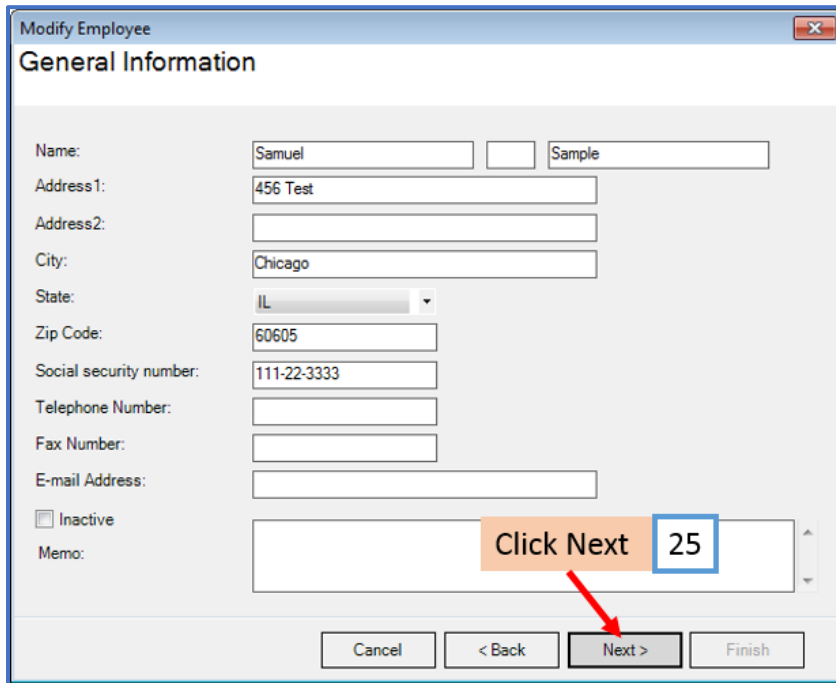 Modify Employee
General Information
Name: Samuel Sample
Address1: 456 Test
Address2:
City: Chicago
State: IL
Zip Code: 60605
Social security number: 111-22-3333
Telephone Number:
Fax Number:
E-mail Address:
Inactive
Memo:
Click Next 25
Cancel < Back Next > Finish